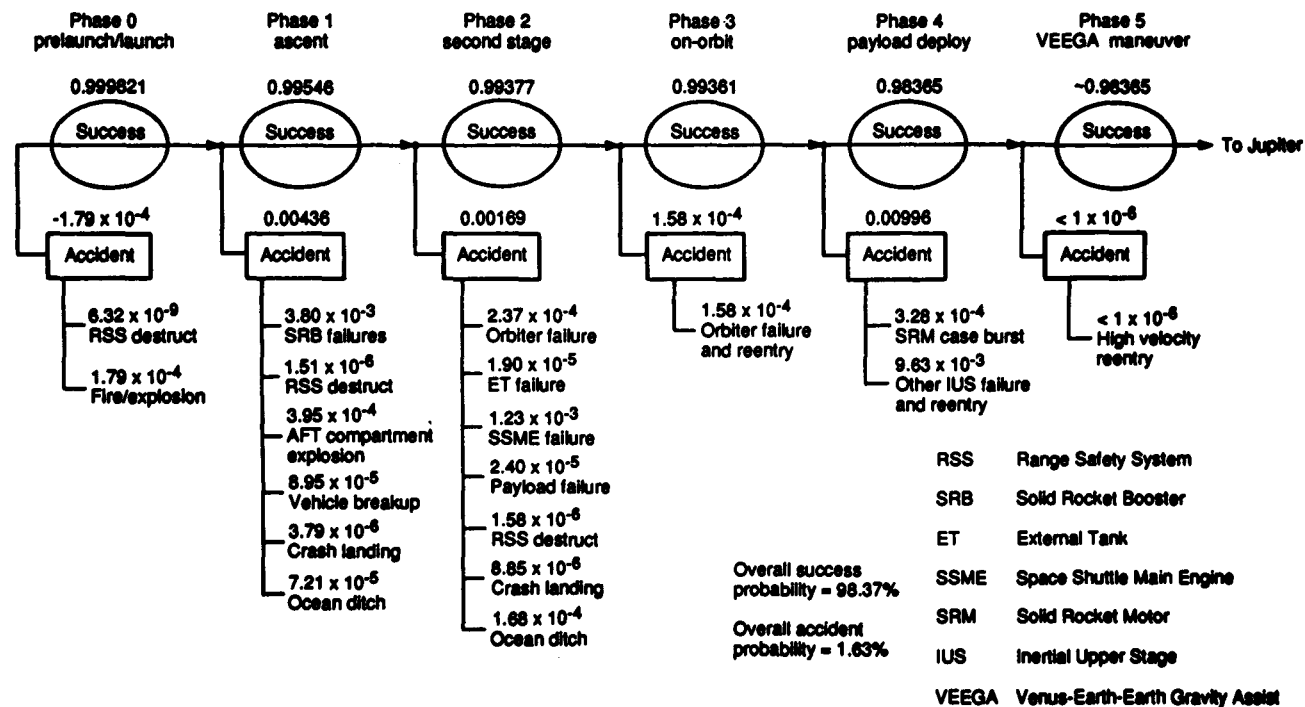 Phase 0
prelaunch/launch
Phase 1
ascent
Phase 2
second stage
Phase 3
on-orbit
Phase 4
payload deploy
Phase 5
VEEGA maneuver
0.999821
0.99546
0.99377
0.99361
0.98365
~0.98365
Success
Success
Success
Success
Success
Success
To Jupiter
-1.79 x 10⁻⁴
0.00436
0.00169
1.58 x 10⁻⁴
0.00996
< 1 x 10⁻⁶
Accident
Accident
Accident
Accident
Accident
Accident
6.32 x 10⁻⁹
RSS destruct
1.79 x 10⁻⁴
Fire/explosion
3.80 x 10⁻³
SRB failures
1.51 x 10⁻⁶
RSS destruct
3.95 x 10⁻⁴
AFT compartment
explosion
8.95 x 10⁻⁵
Vehicle breakup
3.79 x 10⁻⁶
Crash landing
7.21 x 10⁻⁵
Ocean ditch
2.37 x 10⁻⁴
Orbiter failure
1.90 x 10⁻⁵
ET failure
1.23 x 10⁻³
SSME failure
2.40 x 10⁻⁵
Payload failure
1.58 x 10⁻⁶
RSS destruct
8.85 x 10⁻⁶
Crash landing
1.68 x 10⁻⁴
Ocean ditch
1.58 x 10⁻⁴
Orbiter failure
and reentry
3.28 x 10⁻⁴
SRM case burst
9.63 x 10⁻³
Other IUS failure
and reentry
< 1 x 10⁻⁶
High velocity
reentry
Overall success
probability = 98.37%
Overall accident
probability = 1.63%
RSS Range Safety System
SRB Solid Rocket Booster
ET External Tank
SSME Space Shuttle Main Engine
SRM Solid Rocket Motor
IUS Inertial Upper Stage
VEEGA Venus-Earth-Earth Gravity Assist